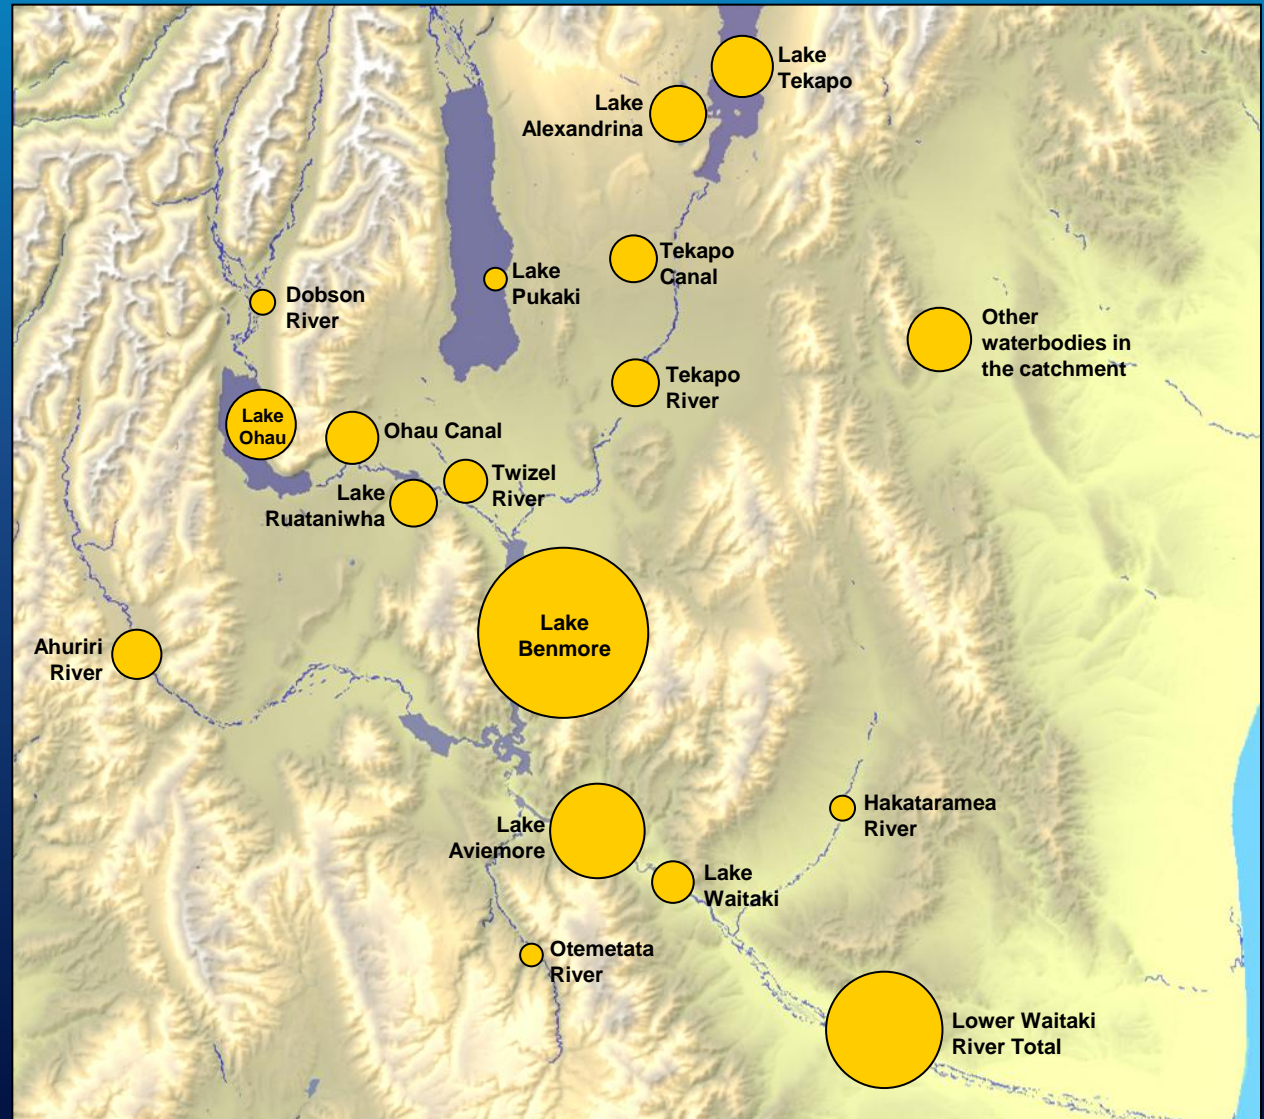 Lake
Tekapo
Lake
Alexandrina
Tekapo
Canal
Lake
Pukaki
Dobson
River
Other
waterbodies in
the catchment
Tekapo
River
Lake
Ohau
Ohau Canal
Twizel
River
Lake
Ruataniwha
Lake
Benmore
Ahuriri
River
Hakataramea
River
Lake
Aviemore
Lake
Waitaki
Otemetata
River
Lower Waitaki
River Total